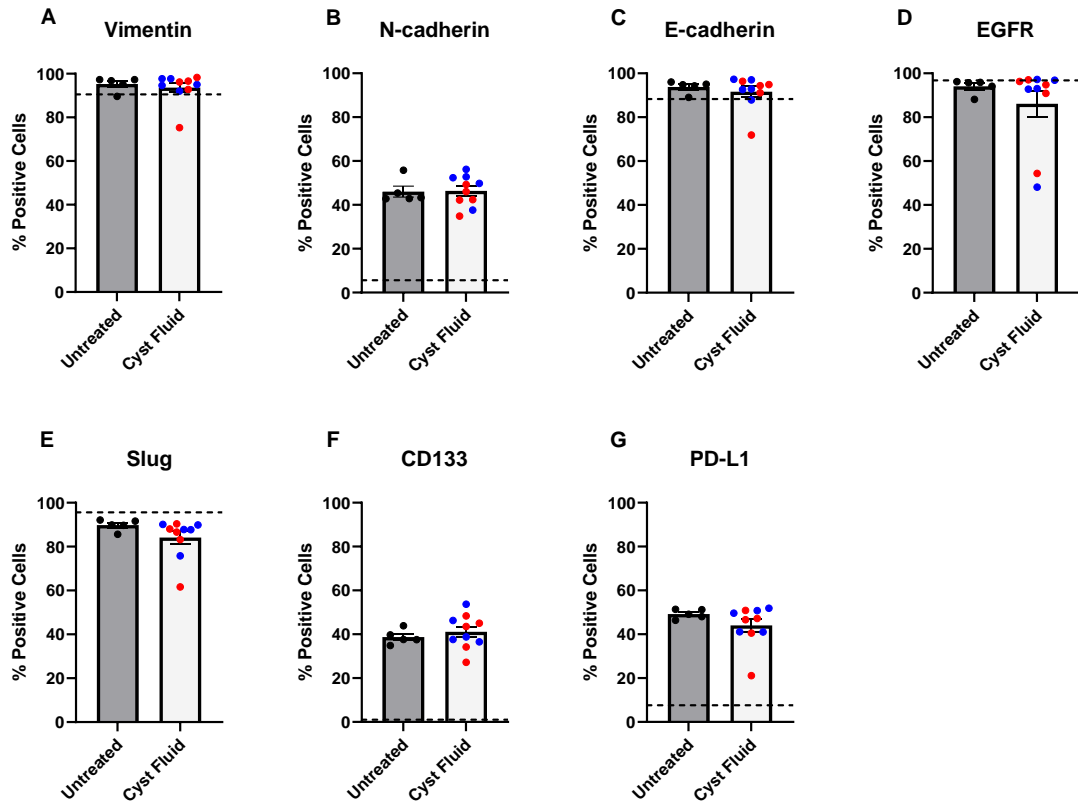 A
Vimentin
% Positive Cells
100
80
60
40
20
0
Untreated
Cyst Fluid
B
N-cadherin
% Positive Cells
100
80
60
40
20
0
Untreated
Cyst Fluid
C
E-cadherin
% Positive Cells
100
80
60
40
20
0
Untreated
Cyst Fluid
D
EGFR
% Positive Cells
100
80
60
40
20
0
Untreated
Cyst Fluid
E
Slug
% Positive Cells
100
80
60
40
20
0
Untreated
Cyst Fluid
F
CD133
% Positive Cells
100
80
60
40
20
0
Untreated
Cyst Fluid
G
PD-L1
% Positive Cells
100
80
60
40
20
0
Untreated
Cyst Fluid